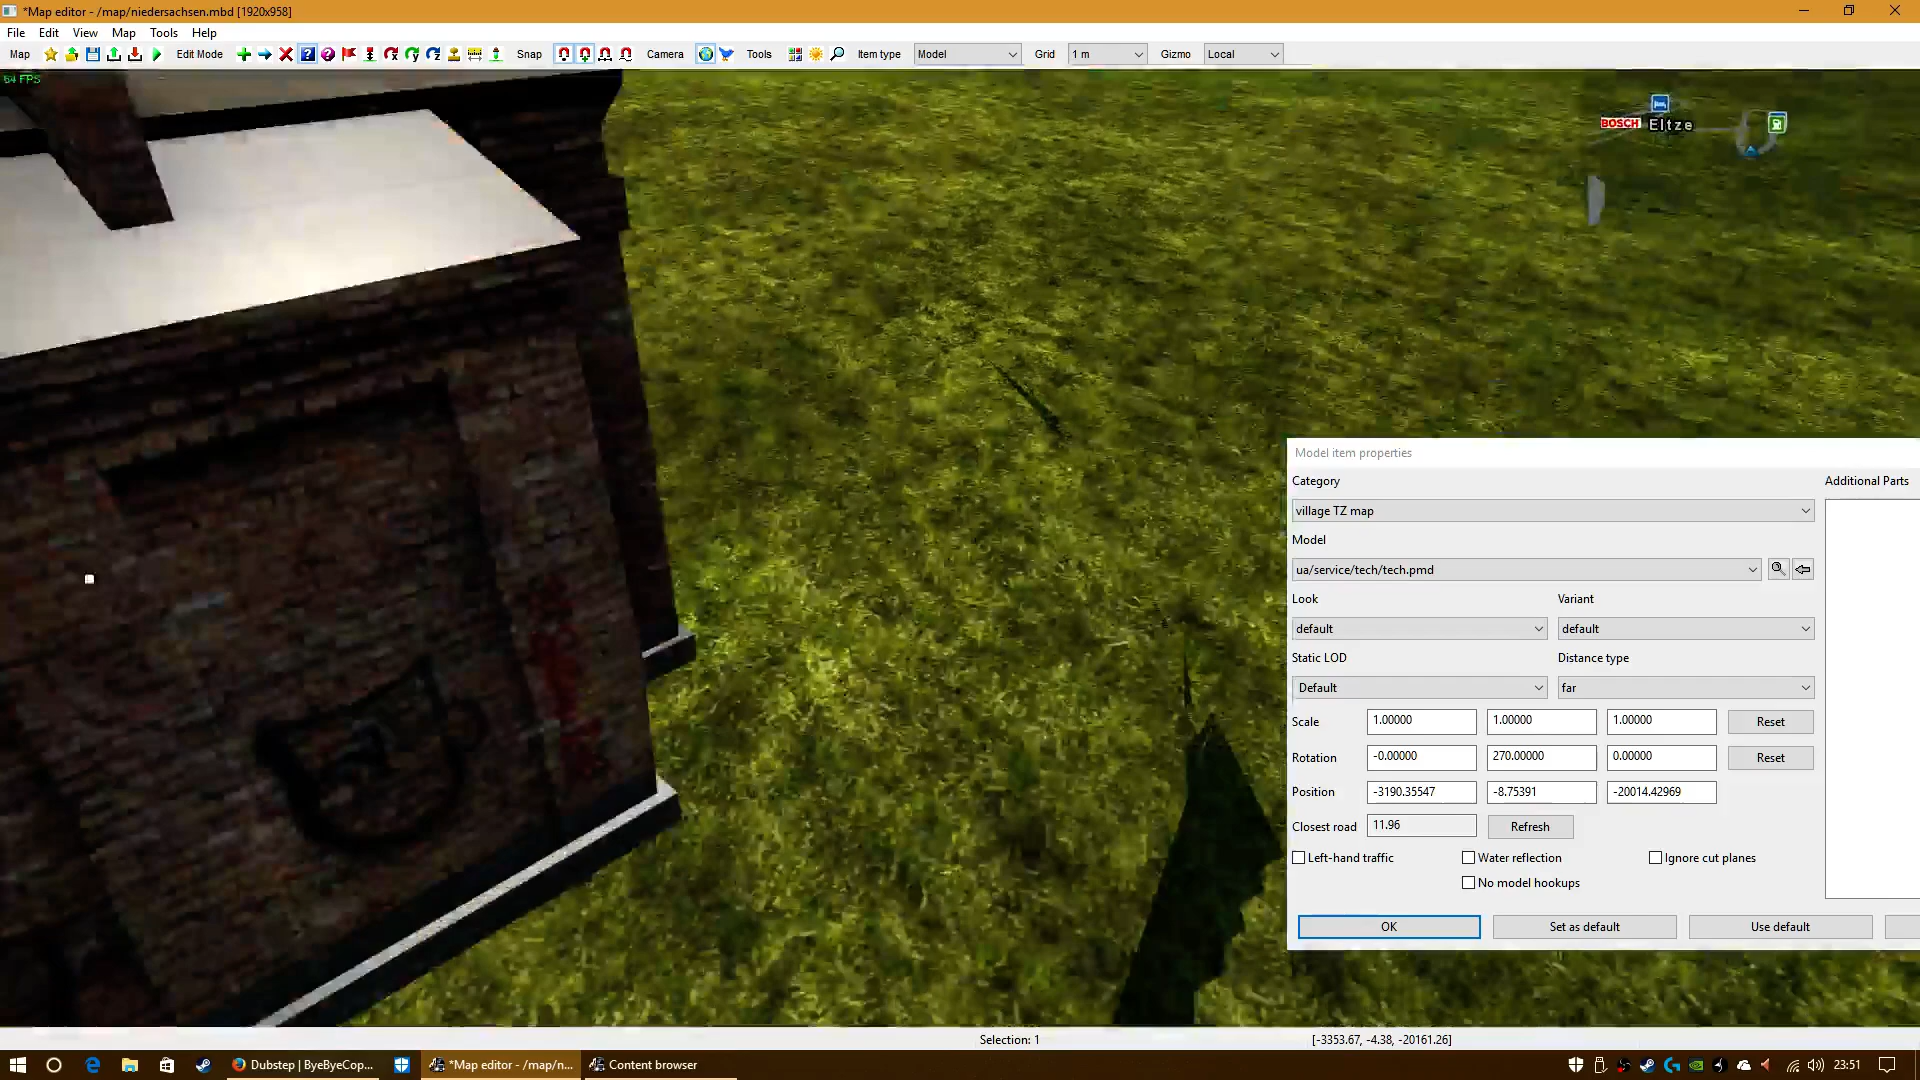 *Map editor - /map/niedersachsen.mbd [1920x958]
File Edit View Map Tools Help
Map Edit Mode Snap Camera Tools Item type Model Grid 1 m Gizmo Local
54 FPS
BOSCH Eltze
Model item properties
Category Additional Parts
village TZ map
Model
ua/service/tech/tech.pmd
Look Variant
default default
Static LOD Distance type
Default far
Scale 1.00000 1.00000 1.00000 Reset
Rotation -0.00000 270.00000 0.00000 Reset
Position -3190.35547 -8.75391 -20014.42969
Closest road 11.96 Refresh
Left-hand traffic Water reflection Ignore cut planes
No model hookups
OK Set as default Use default
Selection: 1 [-3353.67, -4.38, -20161.26]
Dubstep | ByeByeCop... *Map editor - /map/n... Content browser 23:51